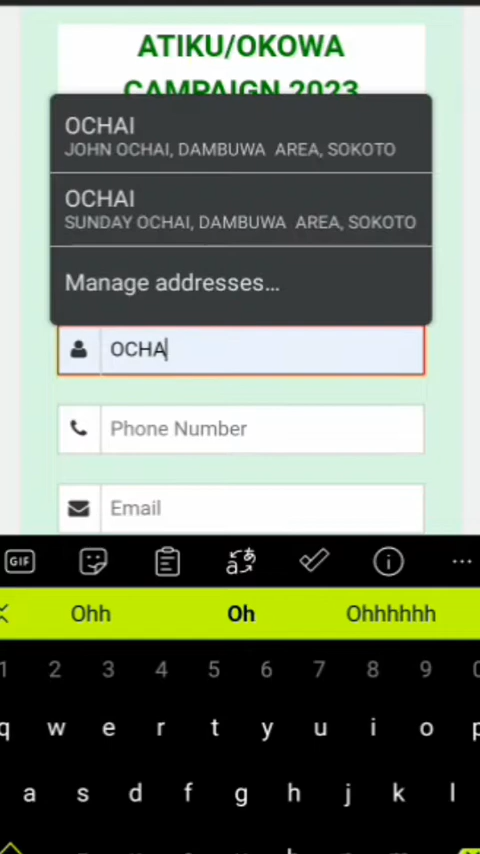 ATIKU/OKOWA
CAMPAIGN 2023
OCHAI
JOHN OCHAI, DAMBUWA AREA, SOKOTO
OCHAI
SUNDAY OCHAI, DAMBUWA AREA, SOKOTO
Manage addresses...
OCHA
Phone Number
Email
GIF
Ohh Oh Ohhhhhh
1 2 3 4 5 6 7 8 9 0
q w e r t y u i o p
a s d f g h j k l